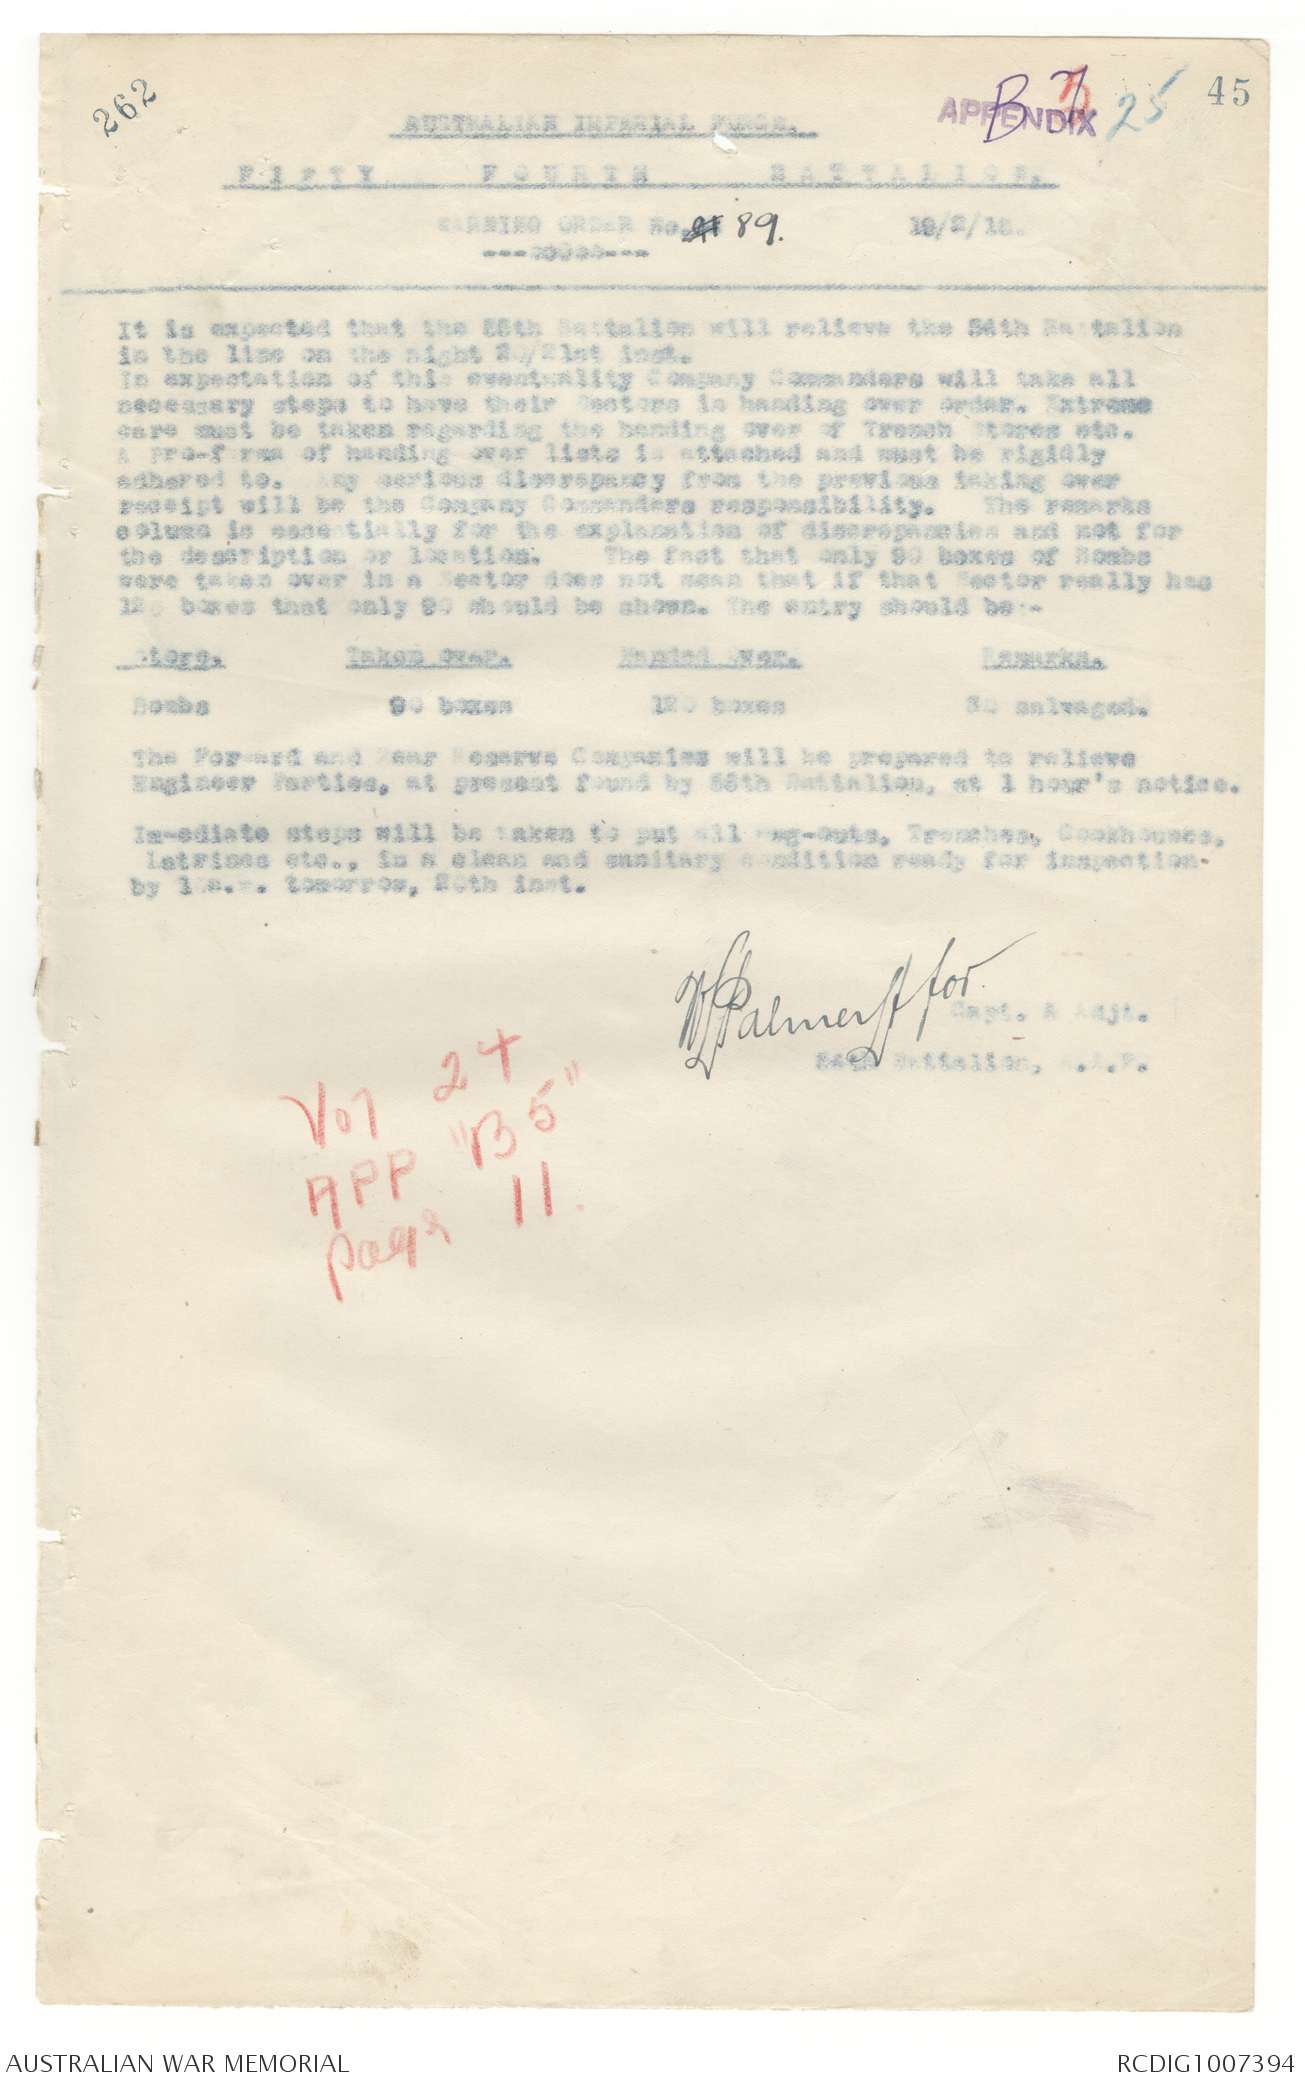 262
APPENDIX B 7 25 45
AUSTRALIAN IMPERIAL FORCE.
FIFTY FOURTH BATTALION.
WARNING ORDER No. 89. 19/2/18.
It is expected that the 55th Battalion will relieve the 54th Battalion
in the line on the night 20/21st inst.
In expectation of this eventuality Company Commanders will take all
necessary steps to have their Sectors in handing over order. Extreme
care must be taken regarding the handing over of Trench Stores etc.
A pro-forma of handing over lists is attached and must be rigidly
adhered to. Any serious discrepancy from the previous taking over
receipt will be the Company Commanders responsibility. The remarks
column is essentially for the explanation of discrepancies and not for
the description or location. The fact that only 90 boxes of Bombs
were taken over in a Sector does not mean that if that Sector really has
120 boxes that only 90 should be shown. The entry should be:-
Store. Taken Over. Handed Over. Remarks.
Bombs 90 boxes 120 boxes 30 salvaged.
The Forward and Rear Reserve Companies will be prepared to relieve
Engineer Parties, at present found by 55th Battalion, at 1 hour's notice.
Immediate steps will be taken to put all Dug-outs, Trenches, Cookhouses,
Latrines etc., in a clean and sanitary condition ready for inspection
by tomorrow, 20th inst.
Palmer Lt for
Capt. & Adjt.
54th Battalion, A.I.F.
Vol 24
APP "B5"
page 11.
AUSTRALIAN WAR MEMORIAL RCDIG1007394